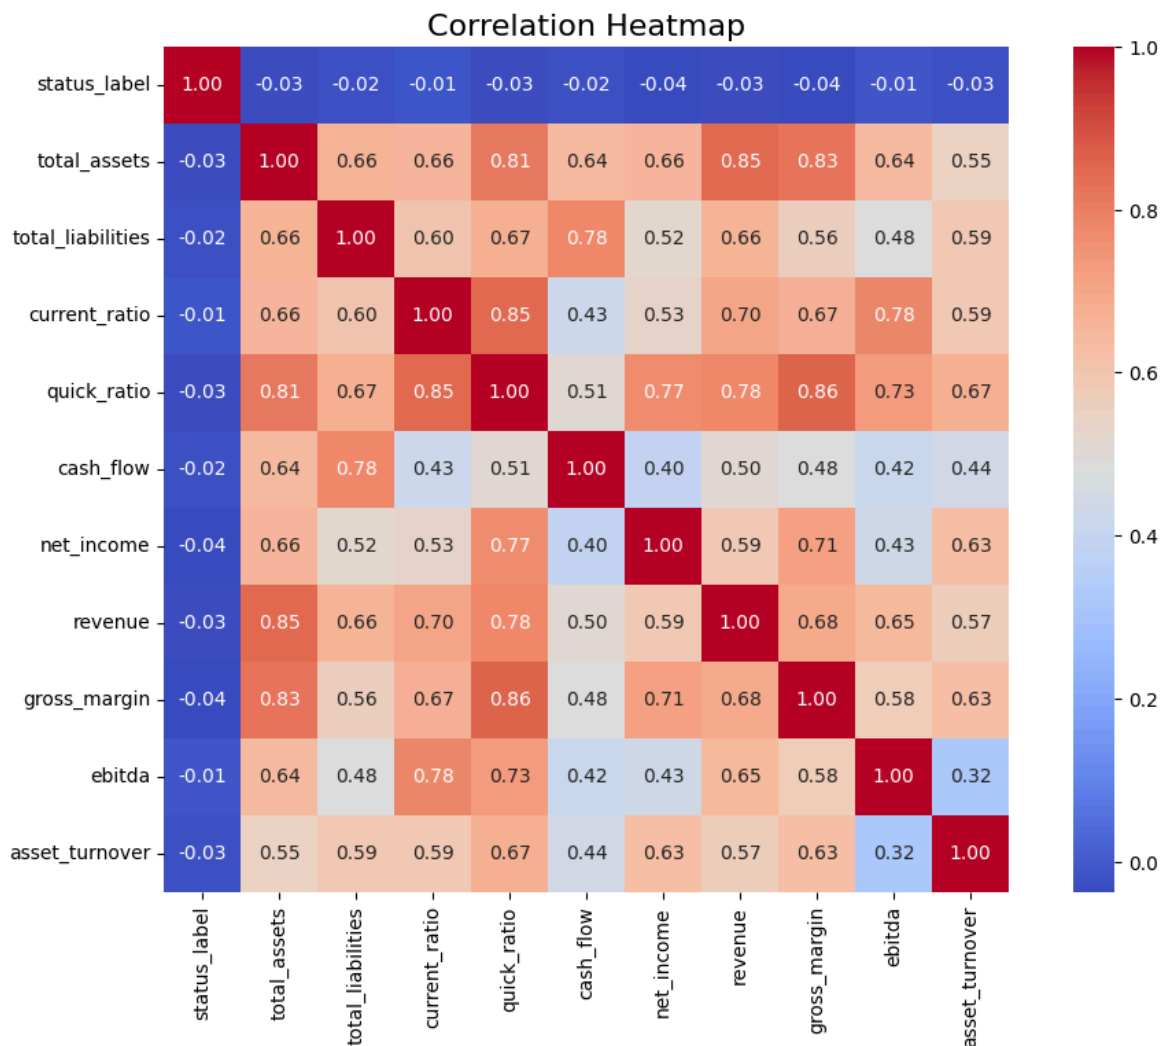 Correlation Heatmap
status_label 1.00 -0.03 -0.02 -0.01 -0.03 -0.02 -0.04 -0.03 -0.04 -0.01 -0.03
total_assets -0.03 1.00 0.66 0.66 0.81 0.64 0.66 0.85 0.83 0.64 0.55
total_liabilities -0.02 0.66 1.00 0.60 0.67 0.78 0.52 0.66 0.56 0.48 0.59
current_ratio -0.01 0.66 0.60 1.00 0.85 0.43 0.53 0.70 0.67 0.78 0.59
quick_ratio -0.03 0.81 0.67 0.85 1.00 0.51 0.77 0.78 0.86 0.73 0.67
cash_flow -0.02 0.64 0.78 0.43 0.51 1.00 0.40 0.50 0.48 0.42 0.44
net_income -0.04 0.66 0.52 0.53 0.77 0.40 1.00 0.59 0.71 0.43 0.63
revenue -0.03 0.85 0.66 0.70 0.78 0.50 0.59 1.00 0.68 0.65 0.57
gross_margin -0.04 0.83 0.56 0.67 0.86 0.48 0.71 0.68 1.00 0.58 0.63
ebitda -0.01 0.64 0.48 0.78 0.73 0.42 0.43 0.65 0.58 1.00 0.32
asset_turnover -0.03 0.55 0.59 0.59 0.67 0.44 0.63 0.57 0.63 0.32 1.00
status_label
total_assets
total_liabilities
current_ratio
quick_ratio
cash_flow
net_income
revenue
gross_margin
ebitda
asset_turnover
1.0
0.8
0.6
0.4
0.2
0.0